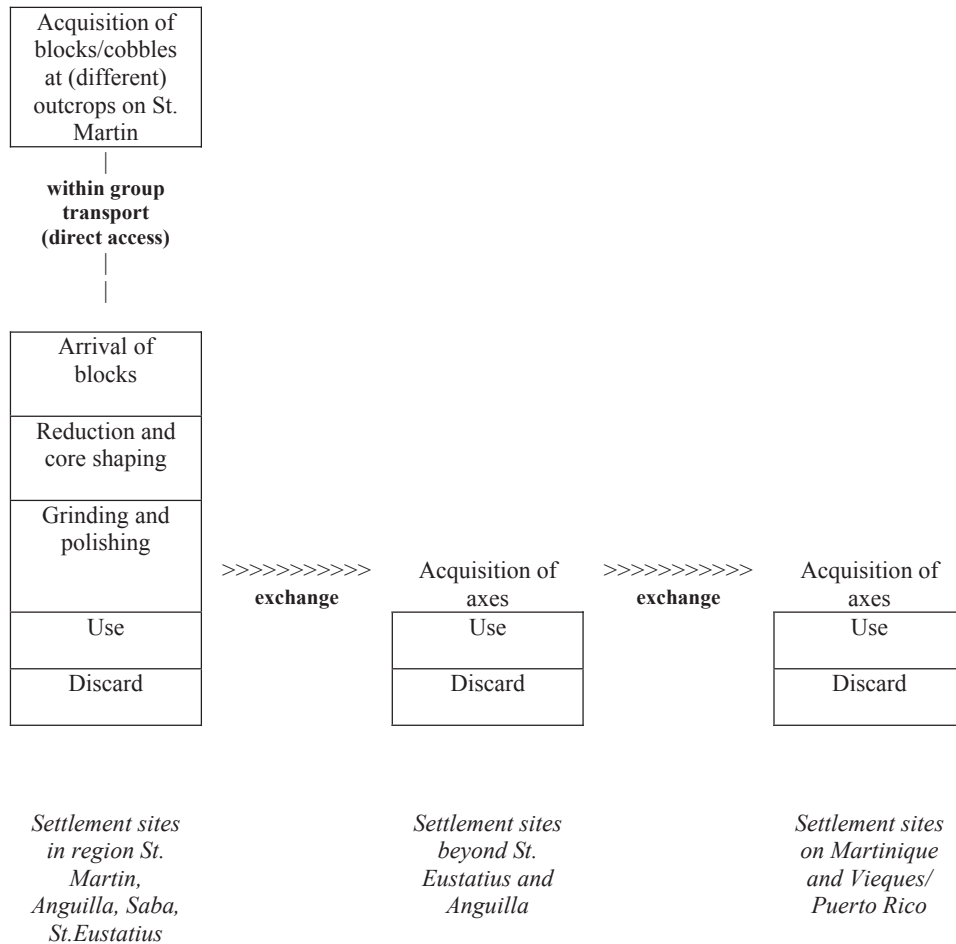 Acquisition of
blocks/cobbles
at (different)
outcrops on St.
Martin
|
within group
transport
(direct access)
|
|
Arrival of
blocks
Reduction and
core shaping
Grinding and
polishing
>>>>>>>>>>>
exchange
Acquisition of
axes
>>>>>>>>>>>
exchange
Acquisition of
axes
Use
Use
Use
Discard
Discard
Discard
Settlement sites
in region St.
Martin,
Anguilla, Saba,
St.Eustatius
Settlement sites
beyond St.
Eustatius and
Anguilla
Settlement sites
on Martinique
and Vieques/
Puerto Rico